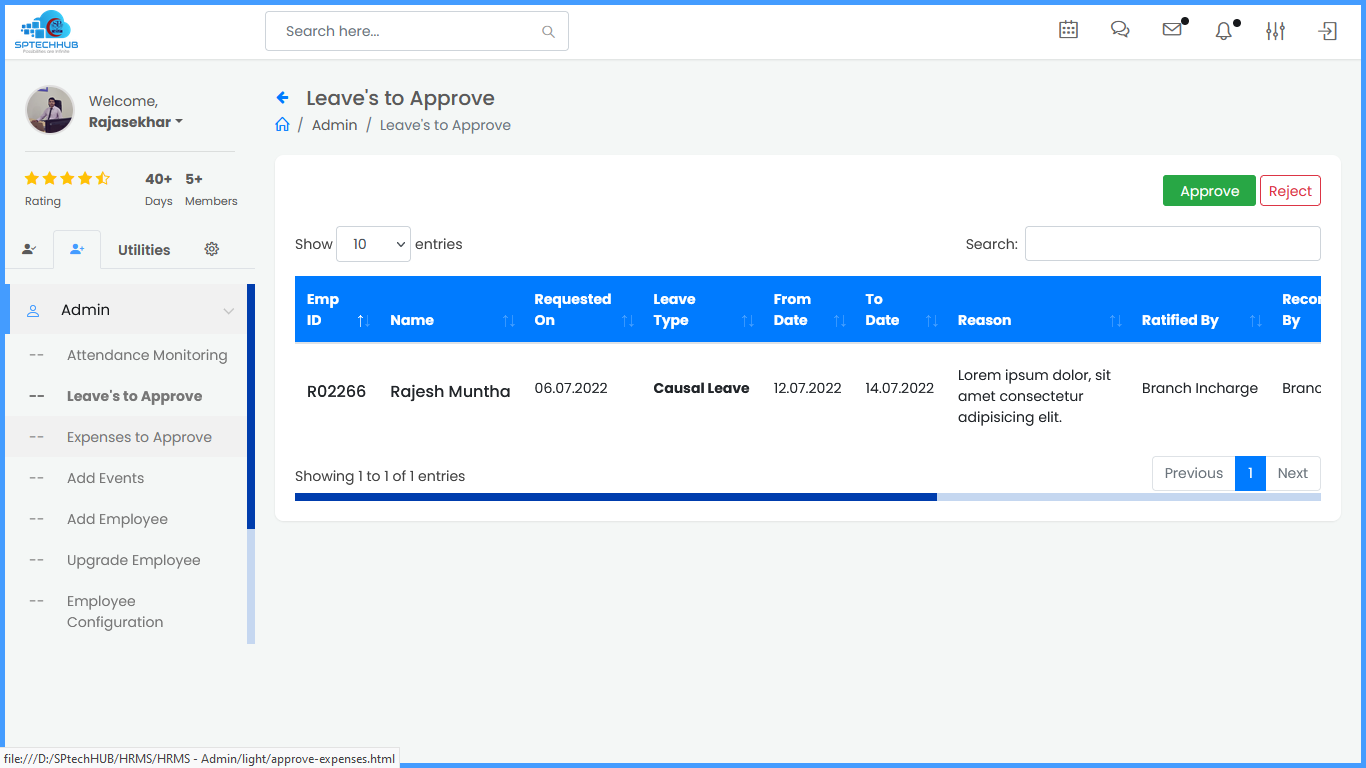 SPTECHHUB
Search here...
Welcome,
Rajasekhar
40+ 5+
Rating Days Members
Utilities
Admin
-- Attendance Monitoring
-- Leave's to Approve
-- Expenses to Approve
-- Add Events
-- Add Employee
-- Upgrade Employee
-- Employee
Configuration
Leave's to Approve
/ Admin / Leave's to Approve
Approve Reject
Show 10 entries Search:
Emp Requested Leave From To Recor
ID Name On Type Date Date Reason Ratified By By
R02266 Rajesh Muntha 06.07.2022 Causal Leave 12.07.2022 14.07.2022 Lorem ipsum dolor, sit Branch Incharge Branc
amet consectetur
adipisicing elit.
Showing 1 to 1 of 1 entries Previous 1 Next
file:///D:/SPtechHUB/HRMS/HRMS - Admin/light/approve-expenses.html